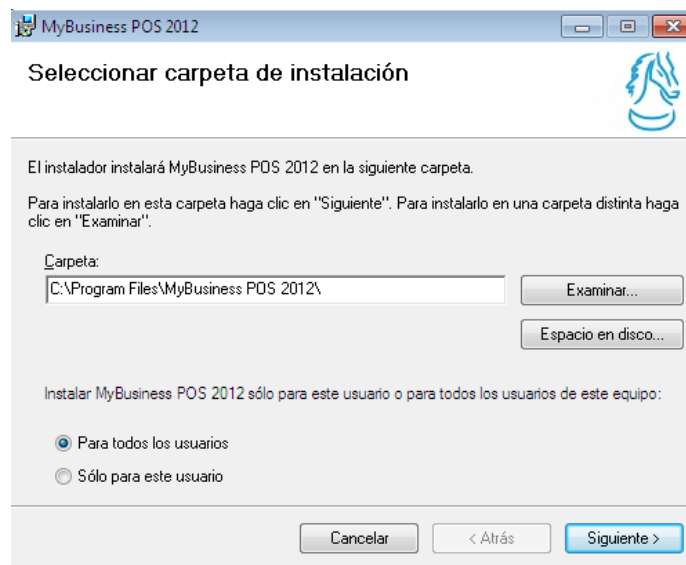 MyBusiness POS 2012
Seleccionar carpeta de instalación
El instalador instalará MyBusiness POS 2012 en la siguiente carpeta.
Para instalarlo en esta carpeta haga clic en "Siguiente". Para instalarlo en una carpeta distinta haga
clic en "Examinar".
Carpeta:
C:\Program Files\MyBusiness POS 2012\
Examinar...
Espacio en disco...
Instalar MyBusiness POS 2012 sólo para este usuario o para todos los usuarios de este equipo:
Para todos los usuarios
Sólo para este usuario
Cancelar
< Atrás
Siguiente >